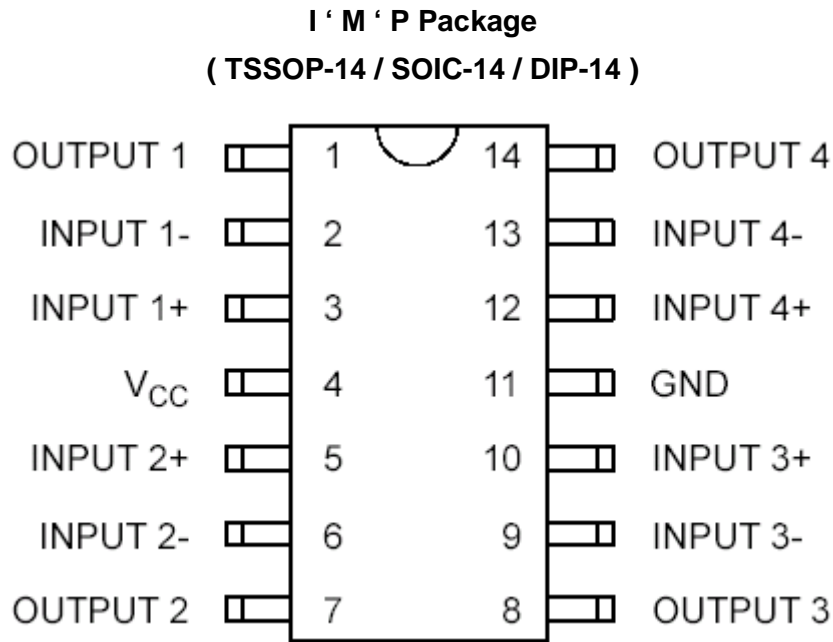 I ‘ M ‘ P Package
( TSSOP-14 / SOIC-14 / DIP-14 )
OUTPUT 1 1 14 OUTPUT 4
INPUT 1- 2 13 INPUT 4-
INPUT 1+ 3 12 INPUT 4+
VCC 4 11 GND
INPUT 2+ 5 10 INPUT 3+
INPUT 2- 6 9 INPUT 3-
OUTPUT 2 7 8 OUTPUT 3